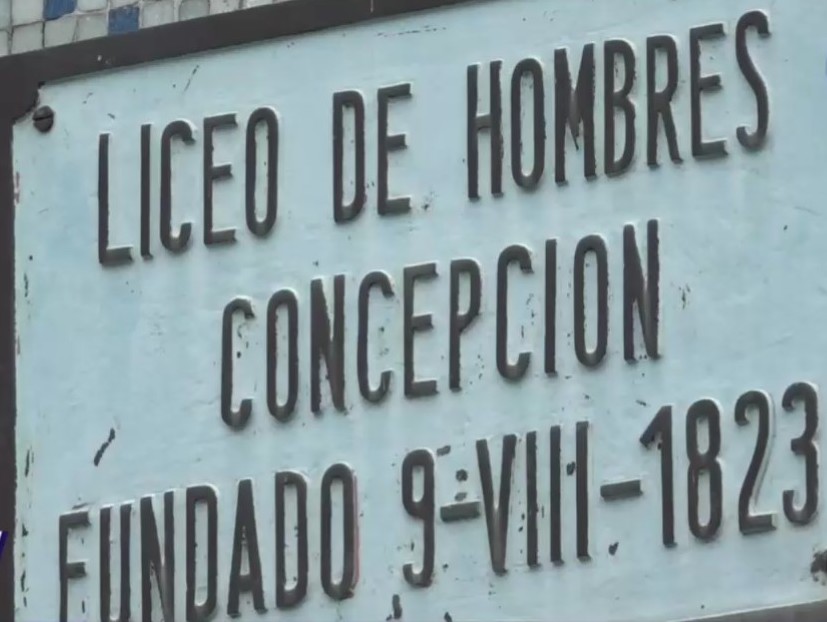 LICEO DE HOMBRES
CONCEPCION
FUNDADO 9-VIII-1823